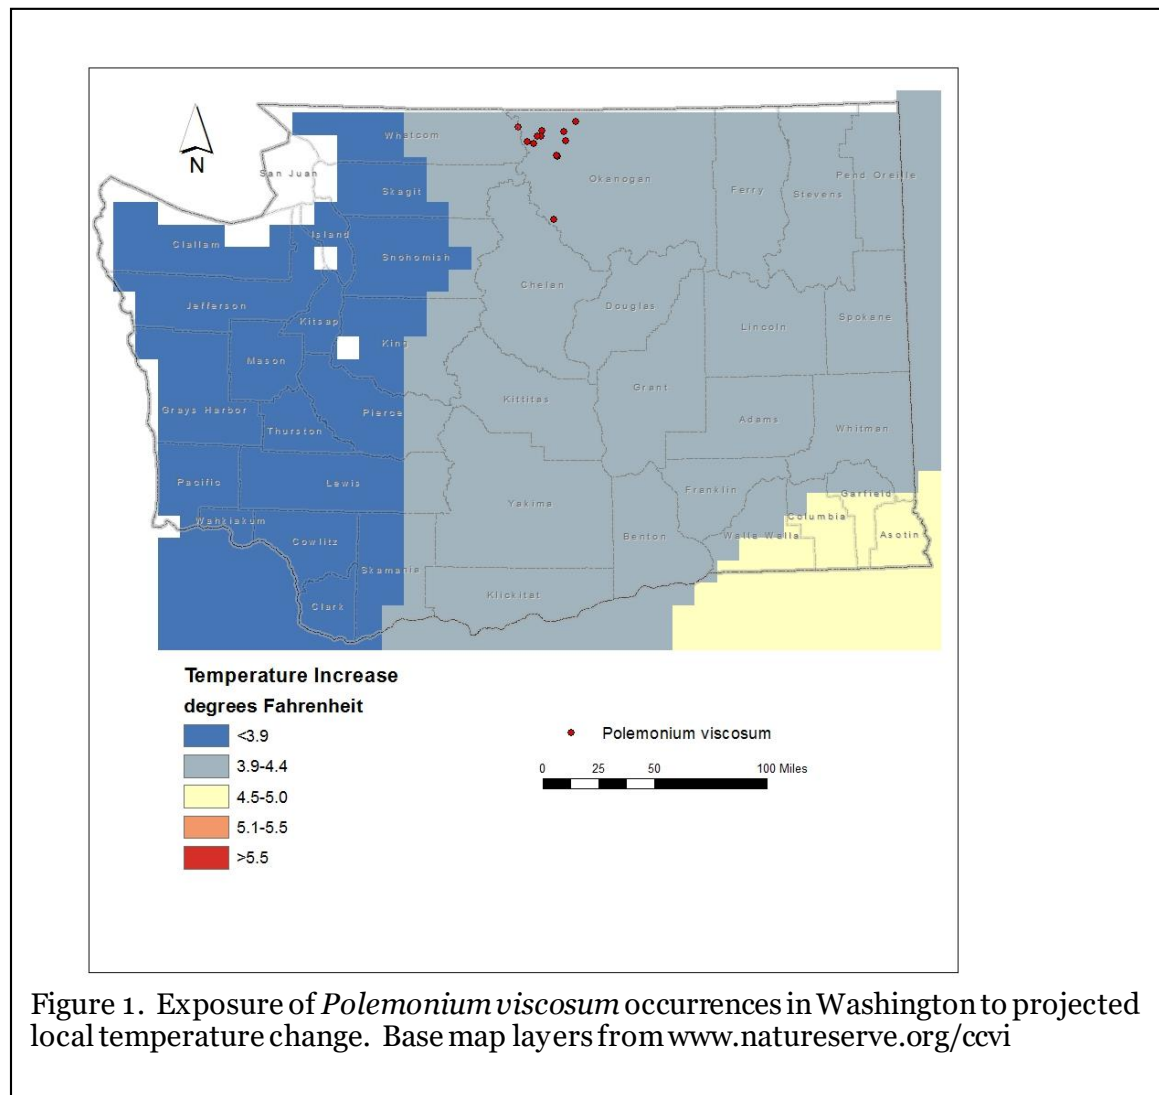 Whatcom
San Juan
Skagit
Okanogan
Ferry
Stevens
Pend Oreille
Island
Clallam
Snohomish
Chelan
Jefferson
Kitsap
Douglas
Lincoln
Spokane
King
Mason
Grays Harbor
Kittitas
Grant
Pierce
Adams
Whitman
Thurston
Pacific
Lewis
Yakima
Franklin
Garfield
Columbia
Wahkiakum
Cowlitz
Benton
Walla Walla
Asotin
Skamania
Klickitat
Clark
N
Temperature Increase
degrees Fahrenheit
<3.9
3.9-4.4
4.5-5.0
5.1-5.5
>5.5
Polemonium viscosum
0 25 50 100 Miles
Figure 1. Exposure of Polemonium viscosum occurrences in Washington to projected
local temperature change. Base map layers from www.natureserve.org/ccvi